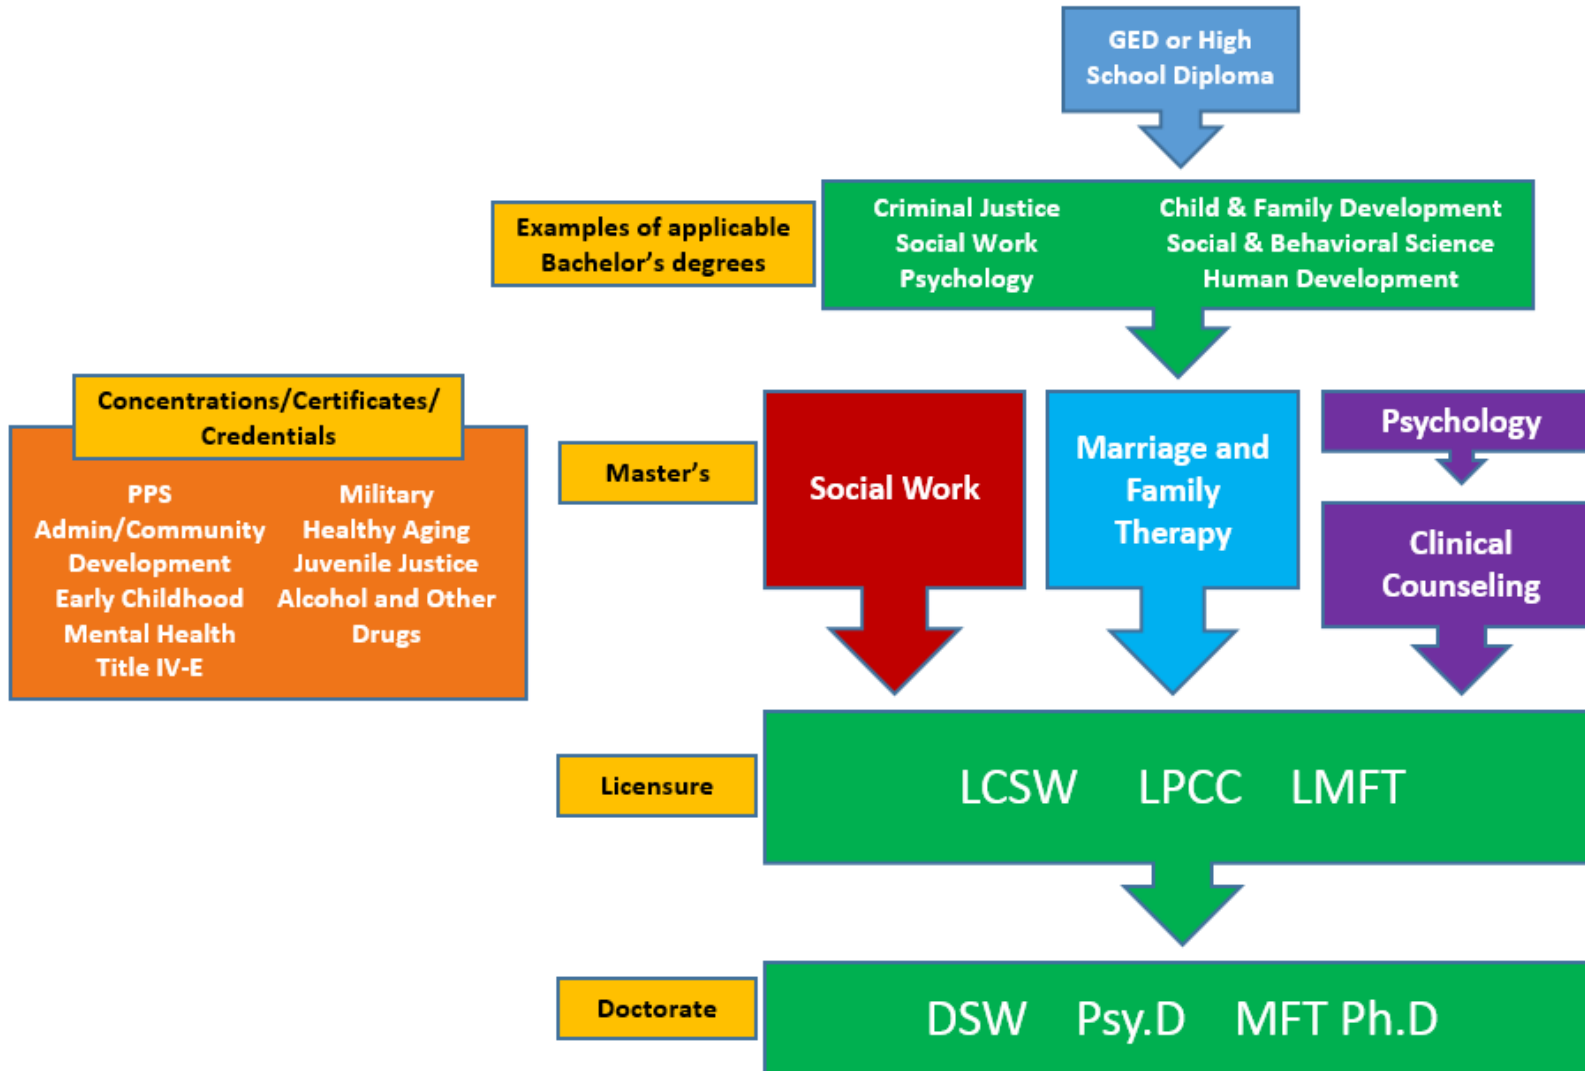 GED or High
School Diploma
Examples of applicable
Bachelor’s degrees
Criminal Justice
Social Work
Psychology
Child & Family Development
Social & Behavioral Science
Human Development
Concentrations/Certificates/
Credentials
PPS
Admin/Community
Development
Early Childhood
Mental Health
Title IV-E
Military
Healthy Aging
Juvenile Justice
Alcohol and Other
Drugs
Master’s
Social Work
Marriage and
Family
Therapy
Psychology
Clinical
Counseling
Licensure
LCSW LPCC LMFT
Doctorate
DSW Psy.D MFT Ph.D